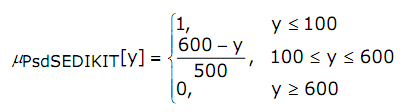 1, y ≤ 100
μPsdSEDIKIT[y] = { 600 – y / 500 , 100 ≤ y ≤ 600
0, y ≥ 600